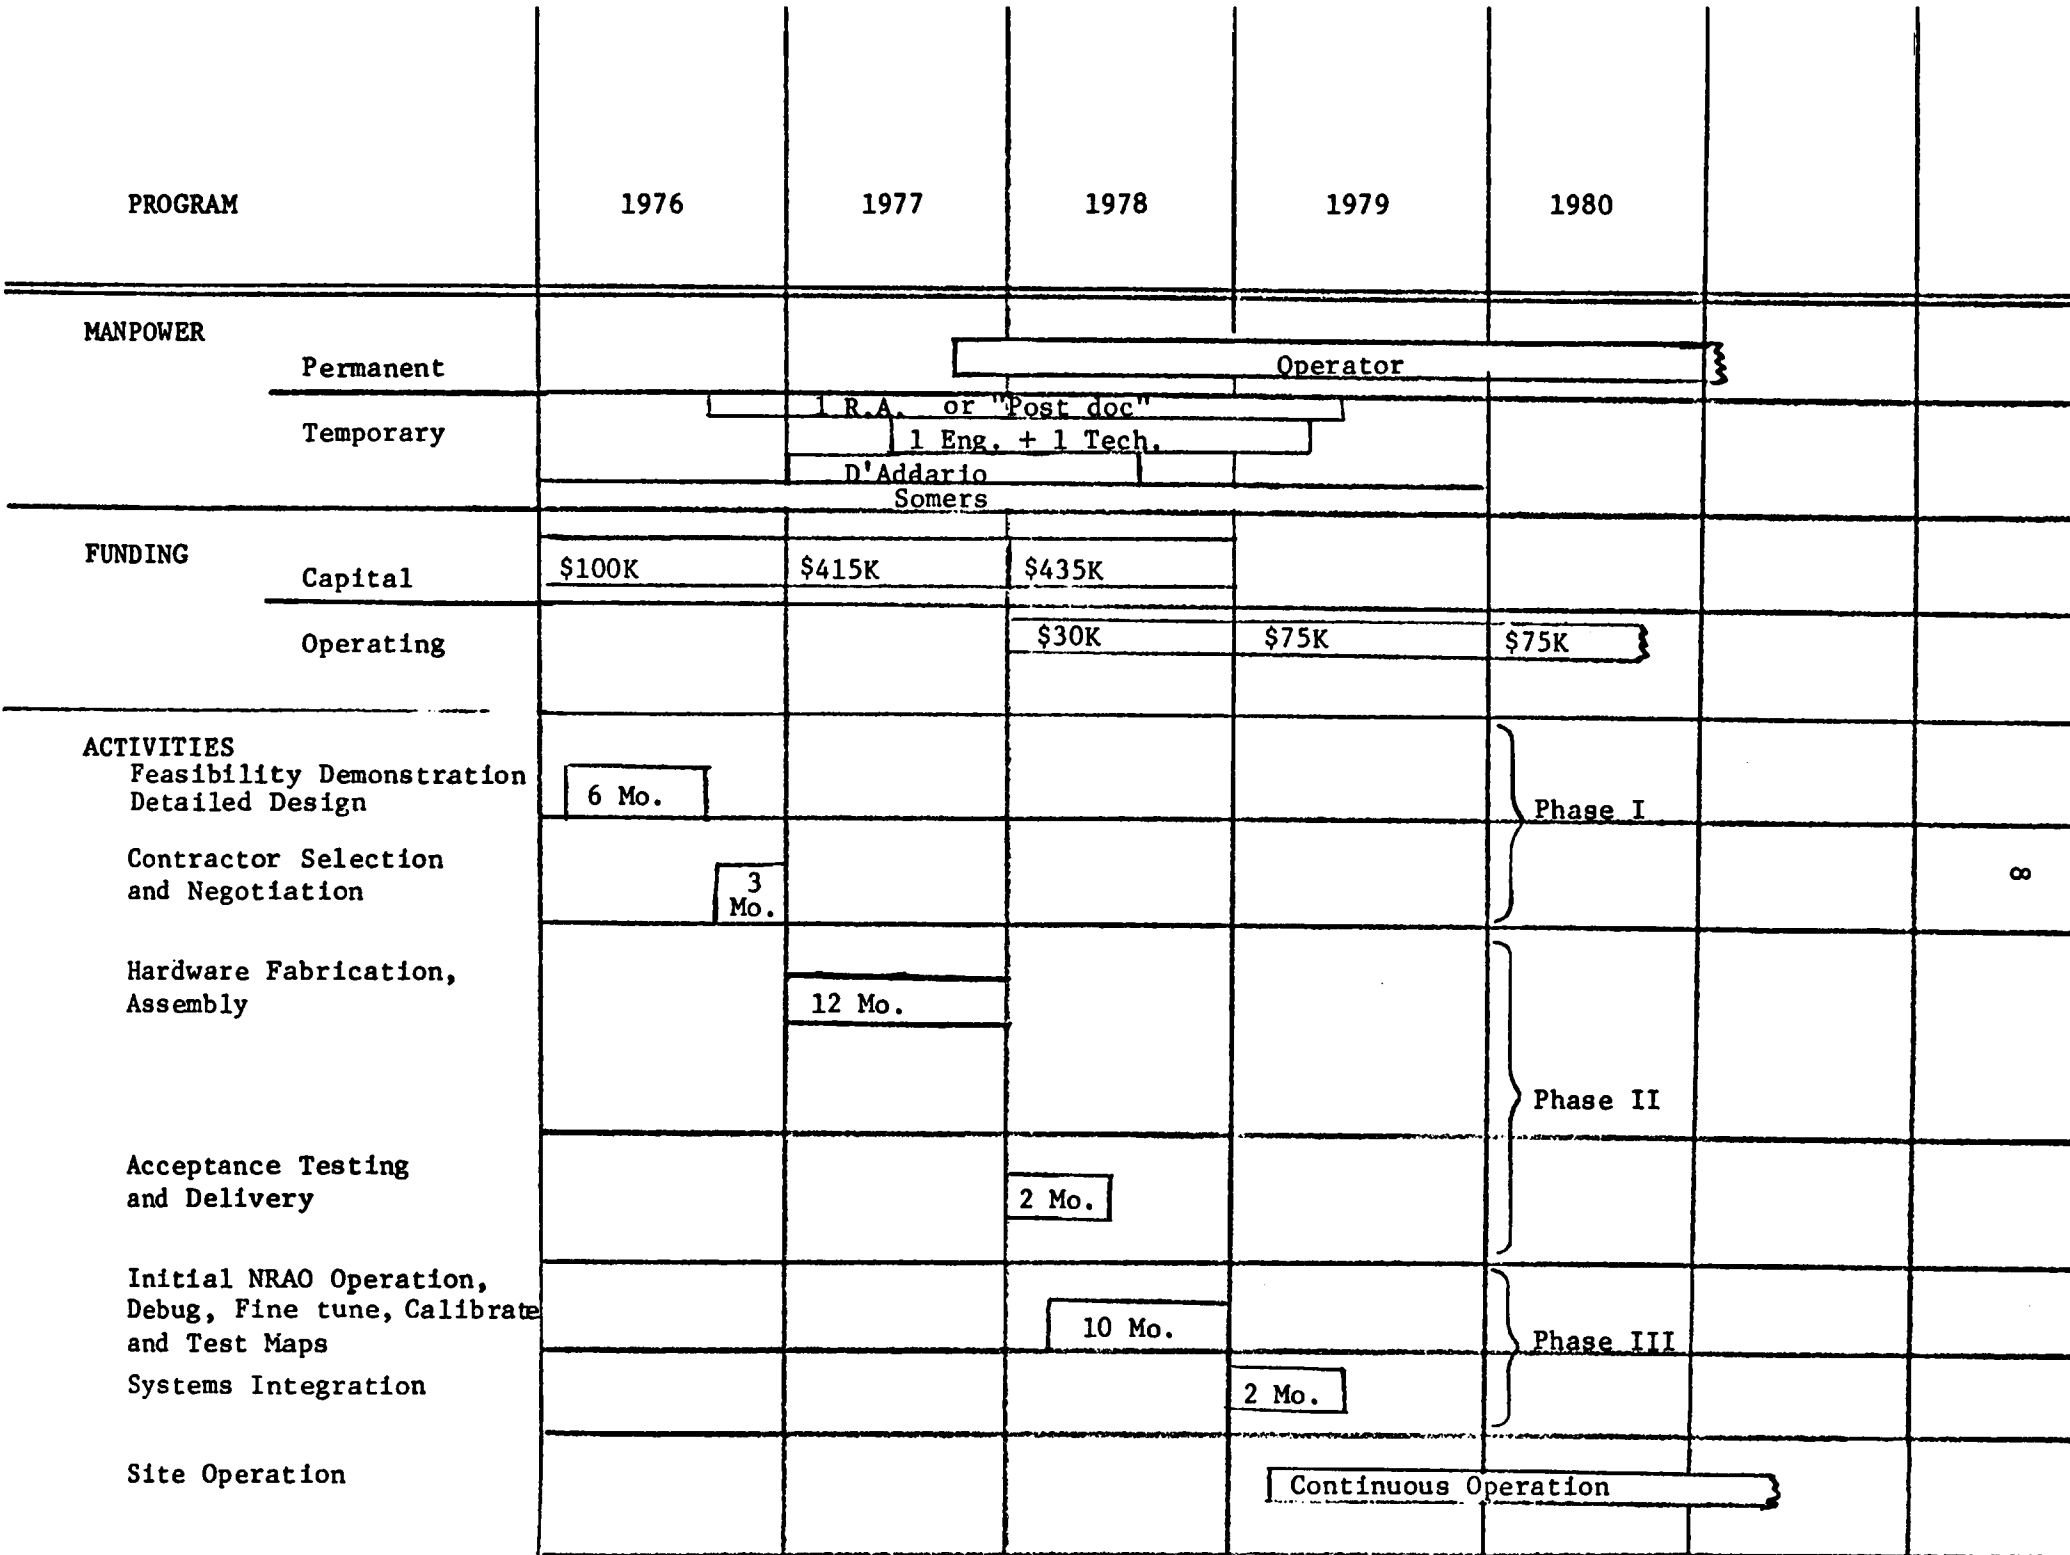 PROGRAM 1976 1977 1978 1979 1980
MANPOWER
Permanent Operator
1 R.A. or "Post doc"
Temporary 1 Eng. + 1 Tech.
D'Addario
Somers
FUNDING
Capital $100K $415K $435K
Operating $30K $75K $75K
ACTIVITIES
Feasibility Demonstration
Detailed Design 6 Mo. Phase I
Contractor Selection
and Negotiation 3 Mo. ∞
Hardware Fabrication,
Assembly 12 Mo.
Phase II
Acceptance Testing
and Delivery 2 Mo.
Initial NRAO Operation,
Debug, Fine tune, Calibrate
and Test Maps 10 Mo. Phase III
Systems Integration 2 Mo.
Site Operation Continuous Operation